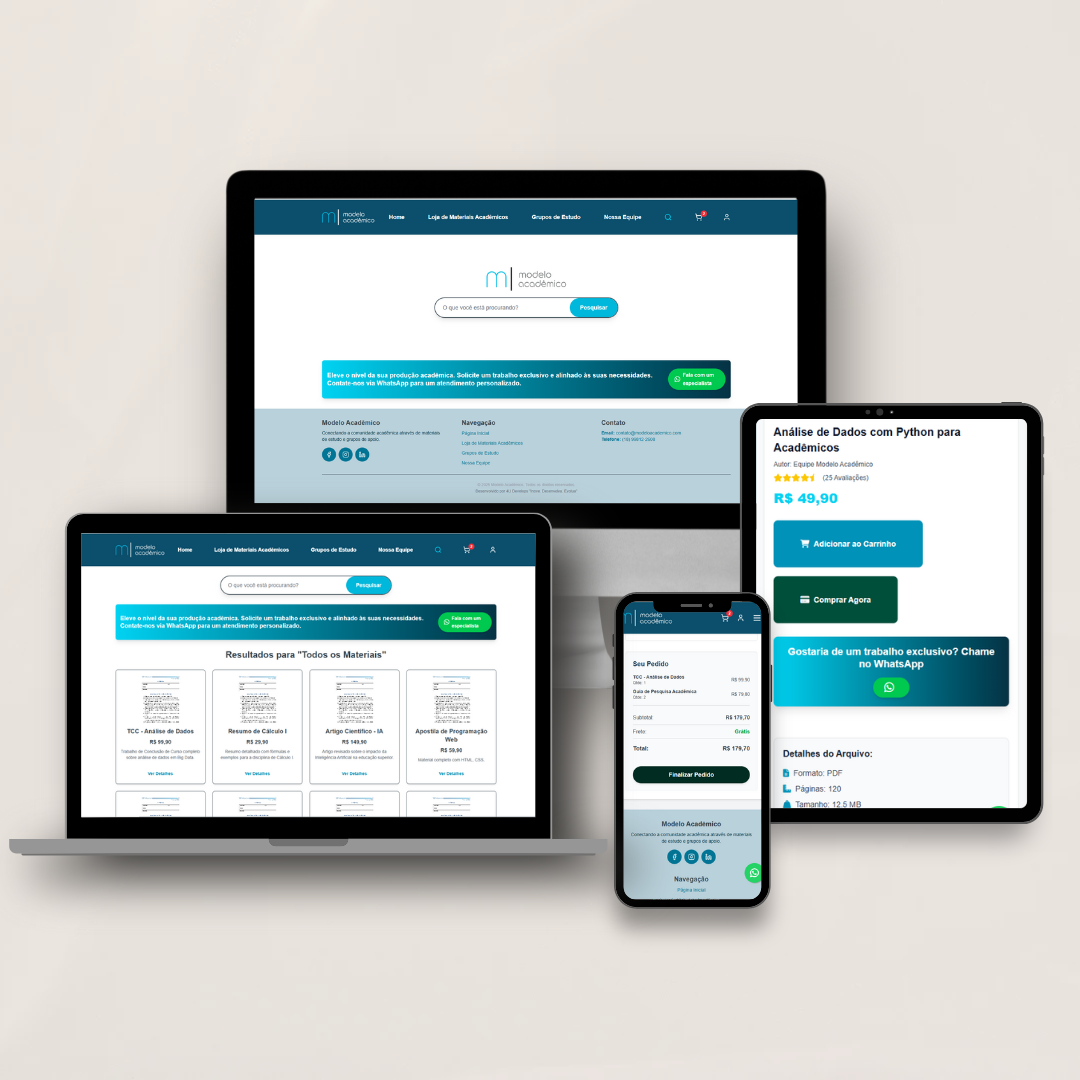 modelo
acadêmico
Home
Loja de Materiais Acadêmicos
Grupos de Estudo
Nossa Equipe
modelo
acadêmico
O que você está procurando?
Pesquisar
Eleve o nível da sua produção acadêmica. Solicite um trabalho exclusivo e alinhado às suas necessidades.
Contate-nos via WhatsApp para um atendimento personalizado.
Fale com um
especialista
Modelo Acadêmico
Conectando a comunidade acadêmica através de materiais
de estudo e grupos de apoio.
Navegação
Página Inicial
Loja de Materiais Acadêmicos
Grupos de Estudo
Nossa Equipe
Contato
Email: contato@modeloacademico.com
Telefone:
Análise de Dados com Python para
Acadêmicos
Autor: Equipe Modelo Acadêmico
(25 Avaliações)
R$ 49,90
Adicionar ao Carrinho
Comprar Agora
Gostaria de um trabalho exclusivo? Chame
no WhatsApp
Detalhes do Arquivo:
Formato: PDF
Páginas: 120
Tamanho: 12.5 MB
modelo
acadêmico
Home
Loja de Materiais Acadêmicos
Grupos de Estudo
Nossa Equipe
O que você está procurando?
Pesquisar
Eleve o nível da sua produção acadêmica. Solicite um trabalho exclusivo e alinhado às suas necessidades.
Contate-nos via WhatsApp para um atendimento personalizado.
Fale com um
especialista
Resultados para "Todos os Materiais"
TCC - Análise de Dados
R$ 99,90
Trabalho de Conclusão de Curso completo
sobre análise de dados em Big Data.
Ver Detalhes
Resumo de Cálculo I
R$ 29,90
Resumo detalhado com fórmulas e
exemplos para a disciplina de Cálculo I.
Ver Detalhes
Artigo Científico - IA
R$ 149,90
Artigo revisado sobre o impacto da
Inteligência Artificial na educação superior.
Ver Detalhes
Apostila de Programação
Web
R$ 59,90
Material completo com HTML, CSS,
Ver Detalhes
modelo
acadêmico
Seu Pedido
TCC - Análise de Dados
Qtde: 1
R$ 99,90
Guia de Pesquisa Acadêmica
Qtde: 2
R$ 79,80
Subtotal:
R$ 179,70
Frete:
Grátis
Total:
R$ 179,70
Finalizar Pedido
Modelo Acadêmico
Conectando a comunidade acadêmica através de materiais
de estudo e grupos de apoio.
Navegação
Página Inicial